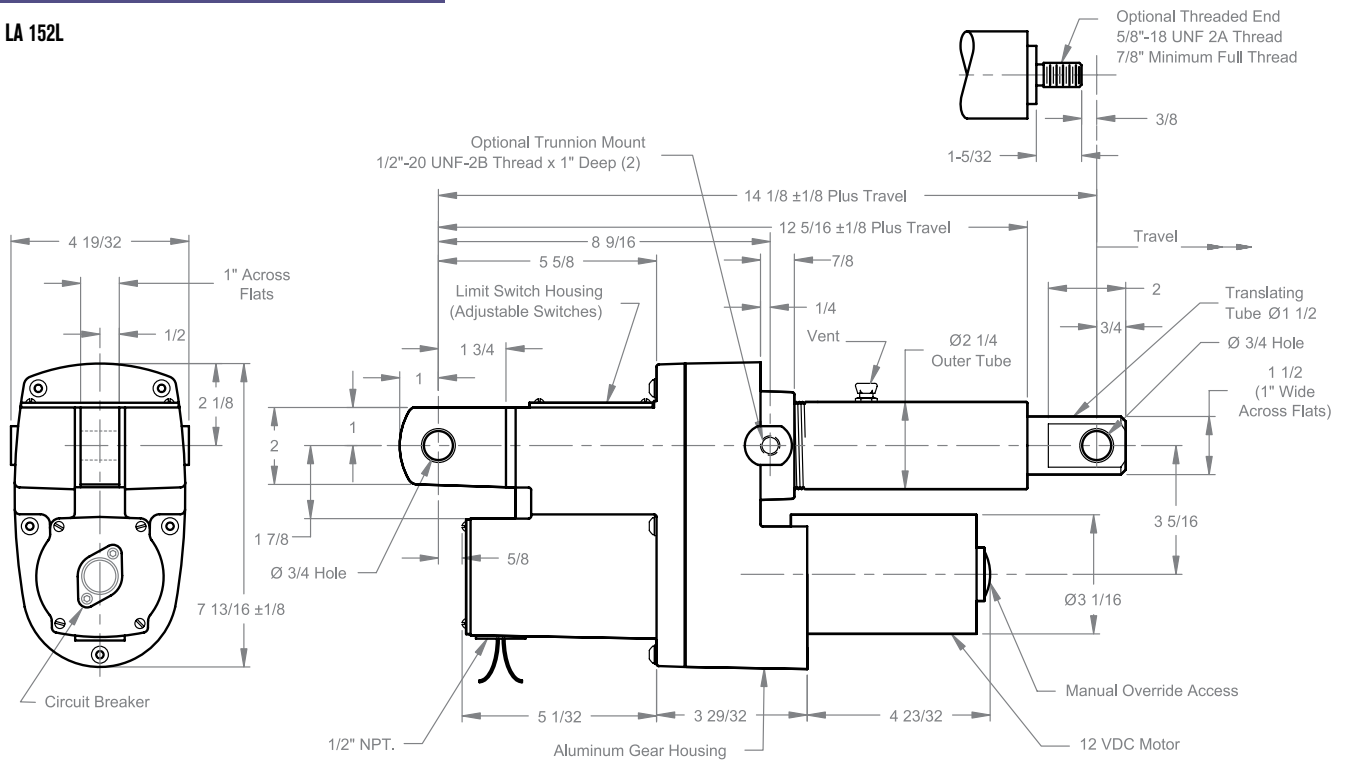 LA 152L
Optional Threaded End
5/8"-18 UNF 2A Thread
7/8" Minimum Full Thread
3/8
1-5/32
Optional Trunnion Mount
1/2"-20 UNF-2B Thread x 1" Deep (2)
14 1/8 ±1/8 Plus Travel
12 5/16 ±1/8 Plus Travel
8 9/16
5 5/8
7/8
1/4
Travel
4 19/32
1" Across
Flats
1/2
Limit Switch Housing
(Adjustable Switches)
Vent
Ø2 1/4
Outer Tube
2
3/4
Translating
Tube Ø1 1/2
Ø 3/4 Hole
1 1/2
(1" Wide
Across Flats)
1 3/4
1
2 1/8
1
2
1 7/8
5/8
Ø 3/4 Hole
7 13/16 ±1/8
3 5/16
Ø3 1/16
Circuit Breaker
Manual Override Access
5 1/32
3 29/32
4 23/32
1/2" NPT.
Aluminum Gear Housing
12 VDC Motor